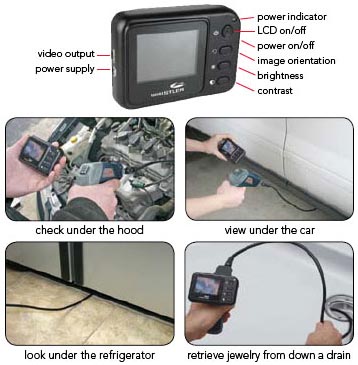 power indicator
LCD on/off
power on/off
image orientation
brightness
contrast
video output
power supply
WHISTLER
check under the hood
view under the car
look under the refrigerator
retrieve jewelry from down a drain